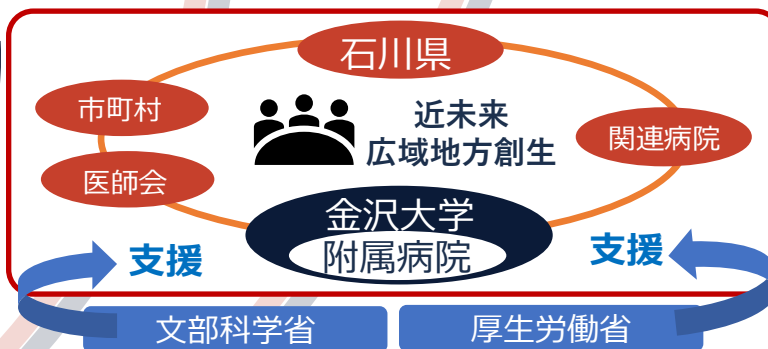 石川県
市町村
近未来
広域地方創生
関連病院
医師会
金沢大学
附属病院
支援
支援
文部科学省
厚生労働省